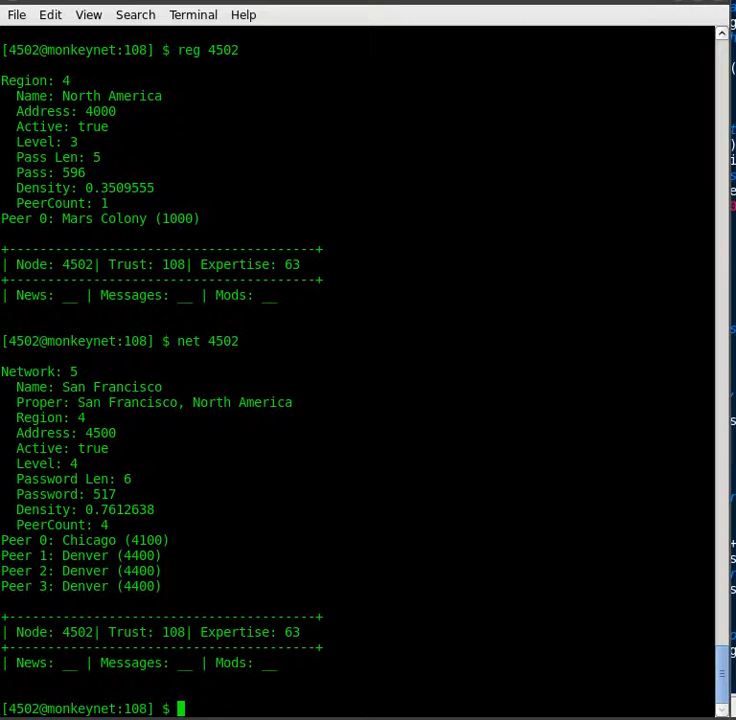 File Edit View Search Terminal Help
[4502@monkeynet:108] $ reg 4502
Region: 4
Name: North America
Address: 4000
Active: true
Level: 3
Pass Len: 5
Pass: 596
Density: 0.3509555
PeerCount: 1
Peer 0: Mars Colony (1000)
+-----------------------------------------+
| Node: 4502| Trust: 108| Expertise: 63
+-----------------------------------------+
| News: __ | Messages: __ | Mods: __
[4502@monkeynet:108] $ net 4502
Network: 5
Name: San Francisco
Proper: San Francisco, North America
Region: 4
Address: 4500
Active: true
Level: 4
Password Len: 6
Password: 517
Density: 0.7612638
PeerCount: 4
Peer 0: Chicago (4100)
Peer 1: Denver (4400)
Peer 2: Denver (4400)
Peer 3: Denver (4400)
+-----------------------------------------+
| Node: 4502| Trust: 108| Expertise: 63
+-----------------------------------------+
| News: __ | Messages: __ | Mods: __
[4502@monkeynet:108] $